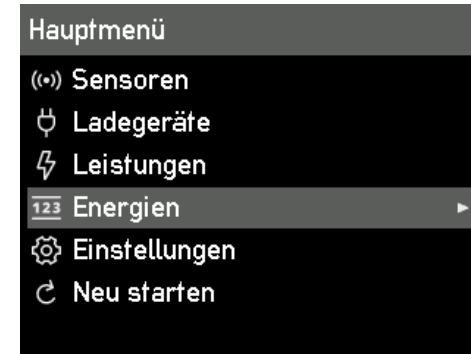 Hauptmenü
Sensoren
Ladegeräte
Leistungen
123 Energien
Einstellungen
Neu starten